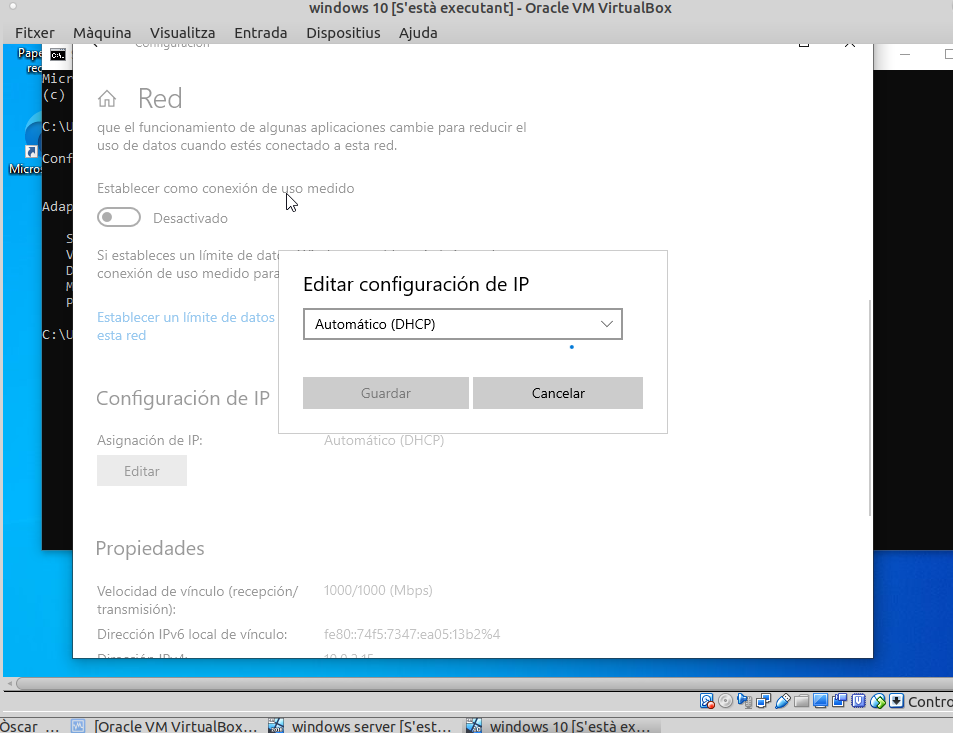 windows 10 [S'està executant] - Oracle VM VirtualBox
Fitxer Màquina Visualitza Entrada Dispositius Ajuda
Pape
rec
Micros
Micr
(c)
C:\U
Conf
Adap
S
V
D
M
P
C:\U
Configuración
Red
que el funcionamiento de algunas aplicaciones cambie para reducir el
uso de datos cuando estés conectado a esta red.
Establecer como conexión de uso medido
Desactivado
Si estableces un límite de dato
conexión de uso medido para
Establecer un límite de datos
esta red
Editar configuración de IP
Automático (DHCP)
Guardar Cancelar
Configuración de IP
Asignación de IP: Automático (DHCP)
Editar
Propiedades
Velocidad de vínculo (recepción/ 1000/1000 (Mbps)
transmisión):
Dirección IPv6 local de vínculo: fe80::74f5:7347:ea05:13b2%4
Dirección IPv4: 10.0.2.15
Contro
Òscar ... [Oracle VM VirtualBox... windows server [S'est... windows 10 [S'està ex...